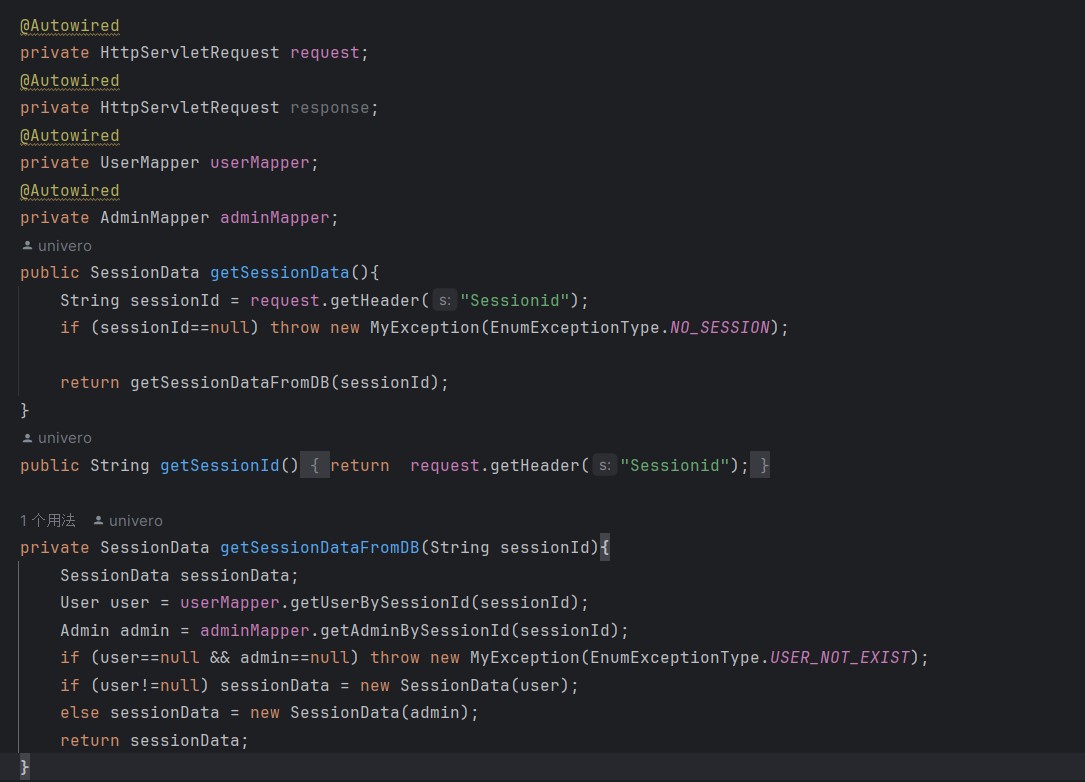 @Autowired
private HttpServletRequest request;
@Autowired
private HttpServletRequest response;
@Autowired
private UserMapper userMapper;
@Autowired
private AdminMapper adminMapper;
univero
public SessionData getSessionData(){
    String sessionId = request.getHeader( s: "Sessionid");
    if (sessionId==null) throw new MyException(EnumExceptionType.NO_SESSION);

    return getSessionDataFromDB(sessionId);
}
univero
public String getSessionId() { return  request.getHeader( s: "Sessionid"); }

1 个用法  univero
private SessionData getSessionDataFromDB(String sessionId){
    SessionData sessionData;
    User user = userMapper.getUserBySessionId(sessionId);
    Admin admin = adminMapper.getAdminBySessionId(sessionId);
    if (user==null && admin==null) throw new MyException(EnumExceptionType.USER_NOT_EXIST);
    if (user!=null) sessionData = new SessionData(user);
    else sessionData = new SessionData(admin);
    return sessionData;
}